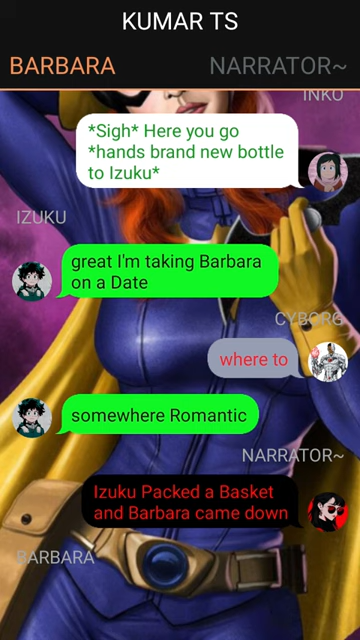 KUMAR TS
BARBARA
NARRATOR~
INKO
*Sigh* Here you go
*hands brand new bottle
to Izuku*
IZUKU
great I'm taking Barbara
on a Date
CYBORG
where to
somewhere Romantic
NARRATOR~
Izuku Packed a Basket
and Barbara came down
BARBARA